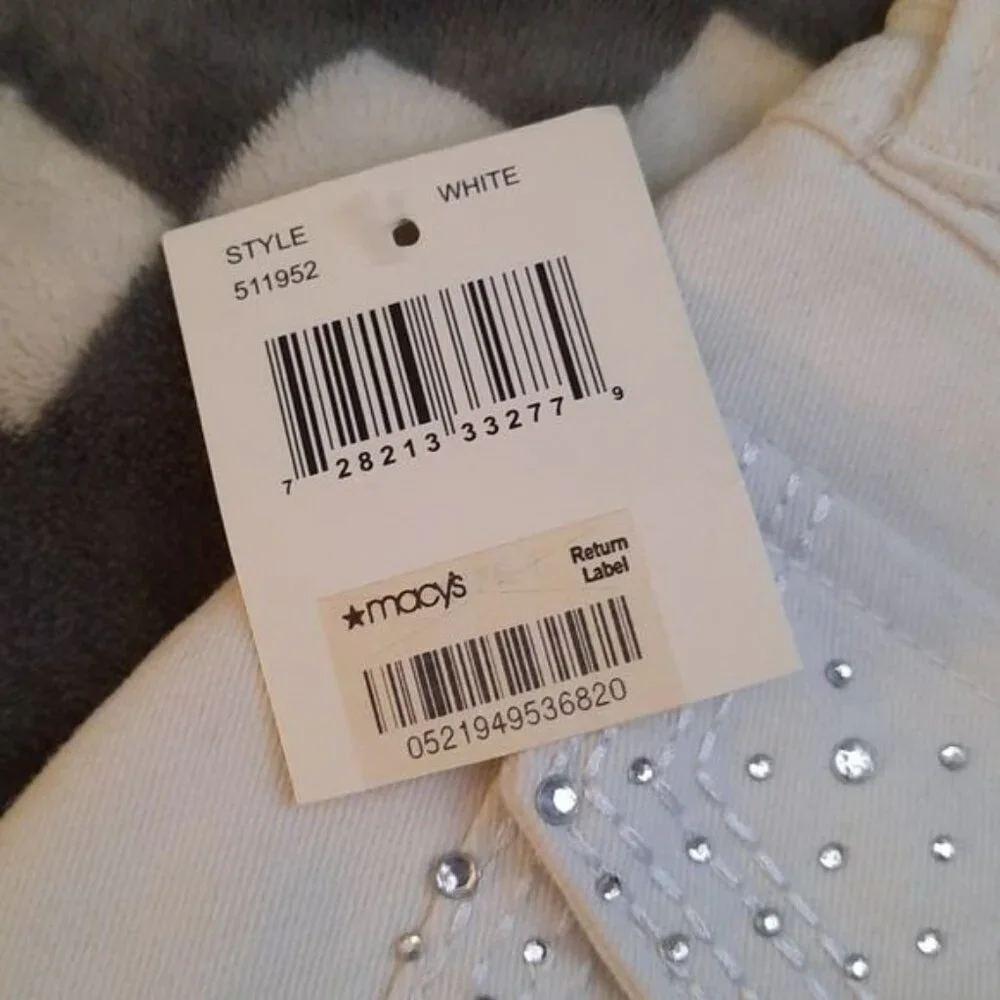 WHITE
STYLE
511952
7 28213 33277 9
★macy's
Return
Label
0521949536820